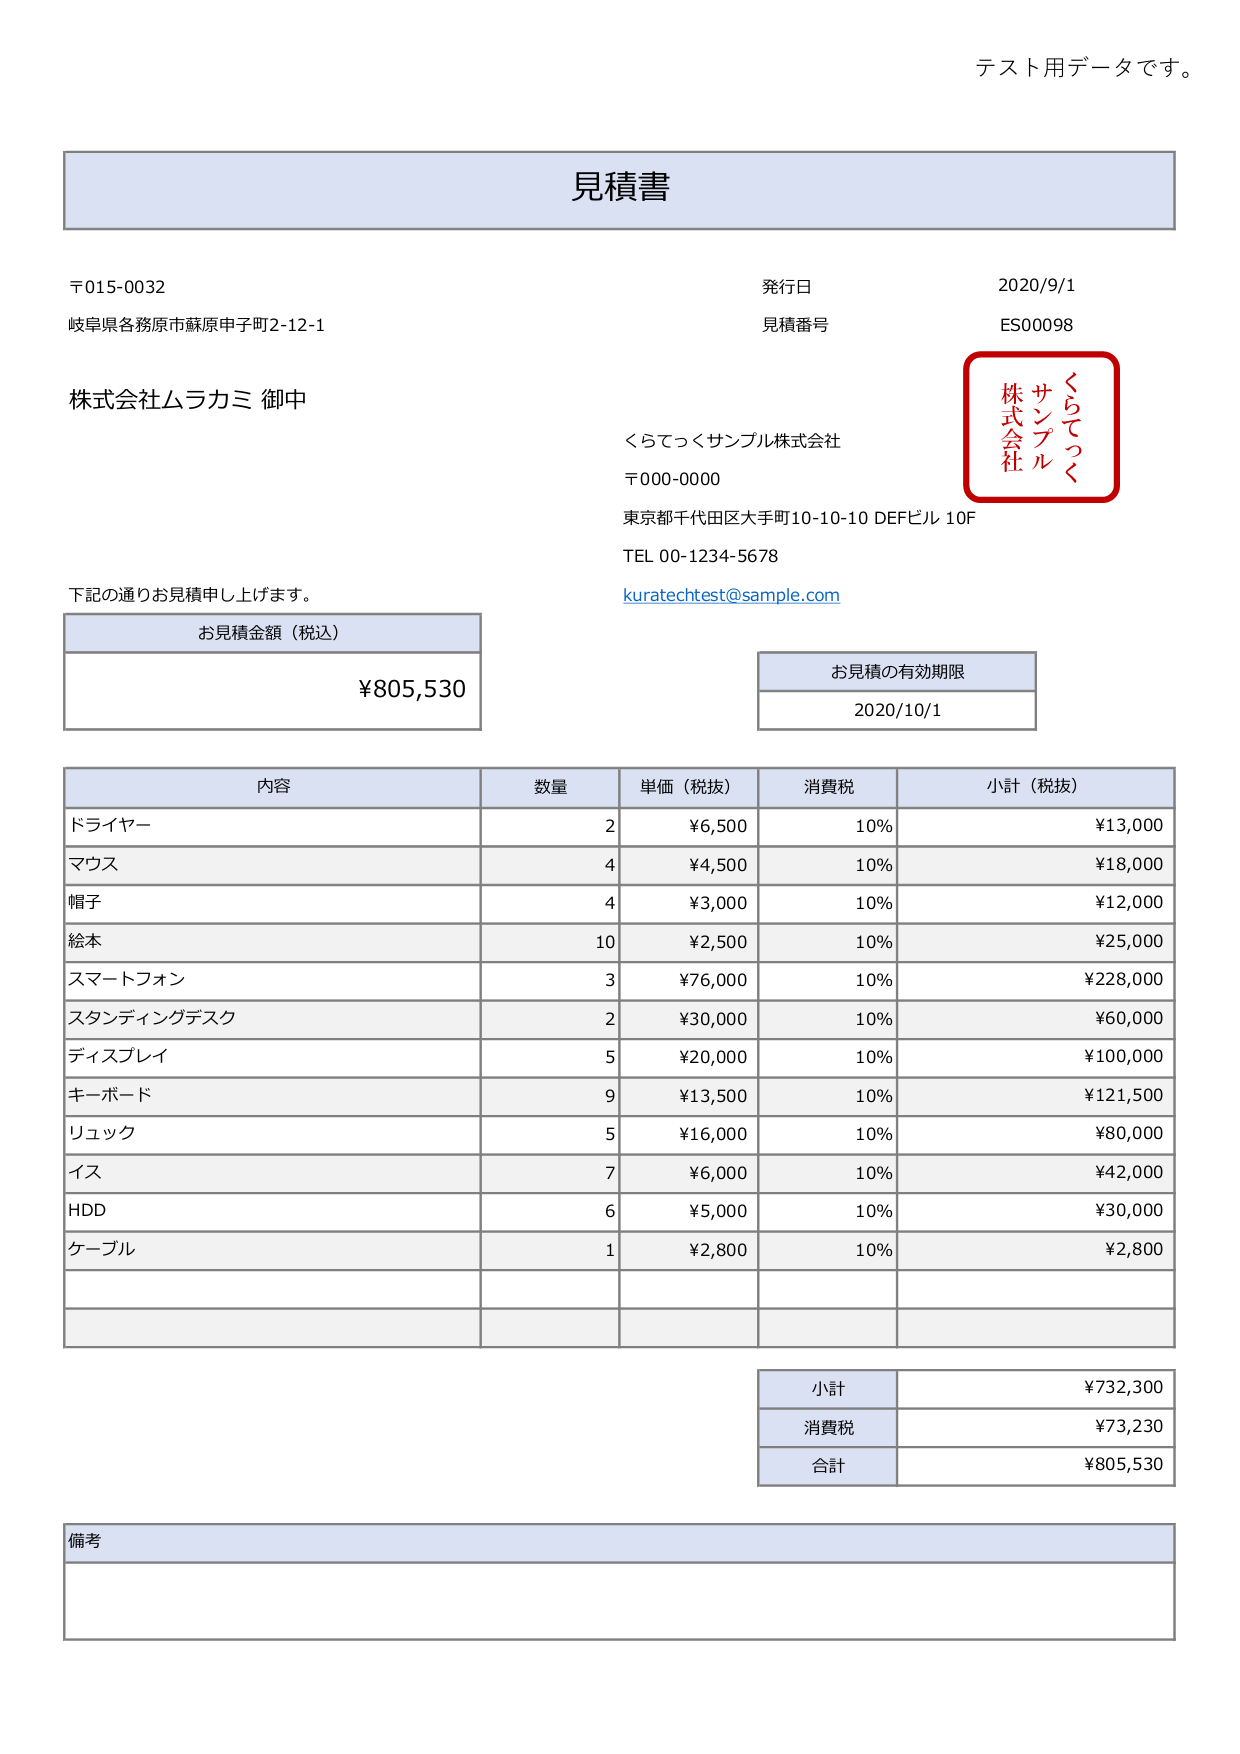 テスト用データです。
見積書
〒015-0032
発行日 2020/9/1
岐阜県各務原市蘇原申子町2-12-1
見積番号 ES00098
株式会社ムラカミ 御中
くらてっく
サンプル
株式会社
くらてっくサンプル株式会社
〒000-0000
東京都千代田区大手町10-10-10 DEFビル 10F
TEL 00-1234-5678
kuratechtest@sample.com
下記の通りお見積申し上げます。
お見積金額（税込）
¥805,530
お見積の有効期限
2020/10/1
内容 数量 単価（税抜） 消費税 小計（税抜）
ドライヤー 2 ¥6,500 10% ¥13,000
マウス 4 ¥4,500 10% ¥18,000
帽子 4 ¥3,000 10% ¥12,000
絵本 10 ¥2,500 10% ¥25,000
スマートフォン 3 ¥76,000 10% ¥228,000
スタンディングデスク 2 ¥30,000 10% ¥60,000
ディスプレイ 5 ¥20,000 10% ¥100,000
キーボード 9 ¥13,500 10% ¥121,500
リュック 5 ¥16,000 10% ¥80,000
イス 7 ¥6,000 10% ¥42,000
HDD 6 ¥5,000 10% ¥30,000
ケーブル 1 ¥2,800 10% ¥2,800
小計 ¥732,300
消費税 ¥73,230
合計 ¥805,530
備考